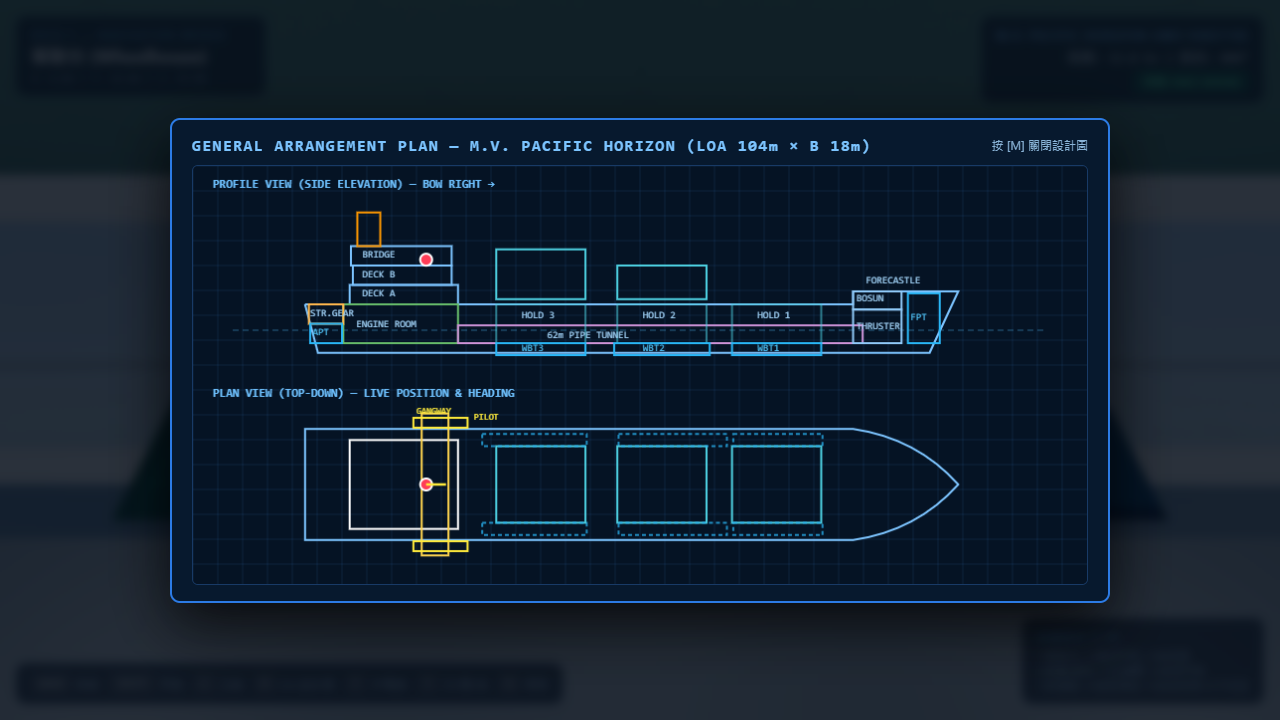 GENERAL ARRANGEMENT PLAN — M.V. PACIFIC HORIZON (LOA 104m × B 18m)
按 [M] 關閉設計圖
PROFILE VIEW (SIDE ELEVATION) — BOW RIGHT →
BRIDGE
DECK B
DECK A
FORECASTLE
BOSUN
STR.GEAR
HOLD 3
HOLD 2
HOLD 1
FPT
ENGINE ROOM
THRUSTER
APT
62m PIPE TUNNEL
WBT3
WBT2
WBT1
PLAN VIEW (TOP-DOWN) — LIVE POSITION & HEADING
GANGWAY
PILOT